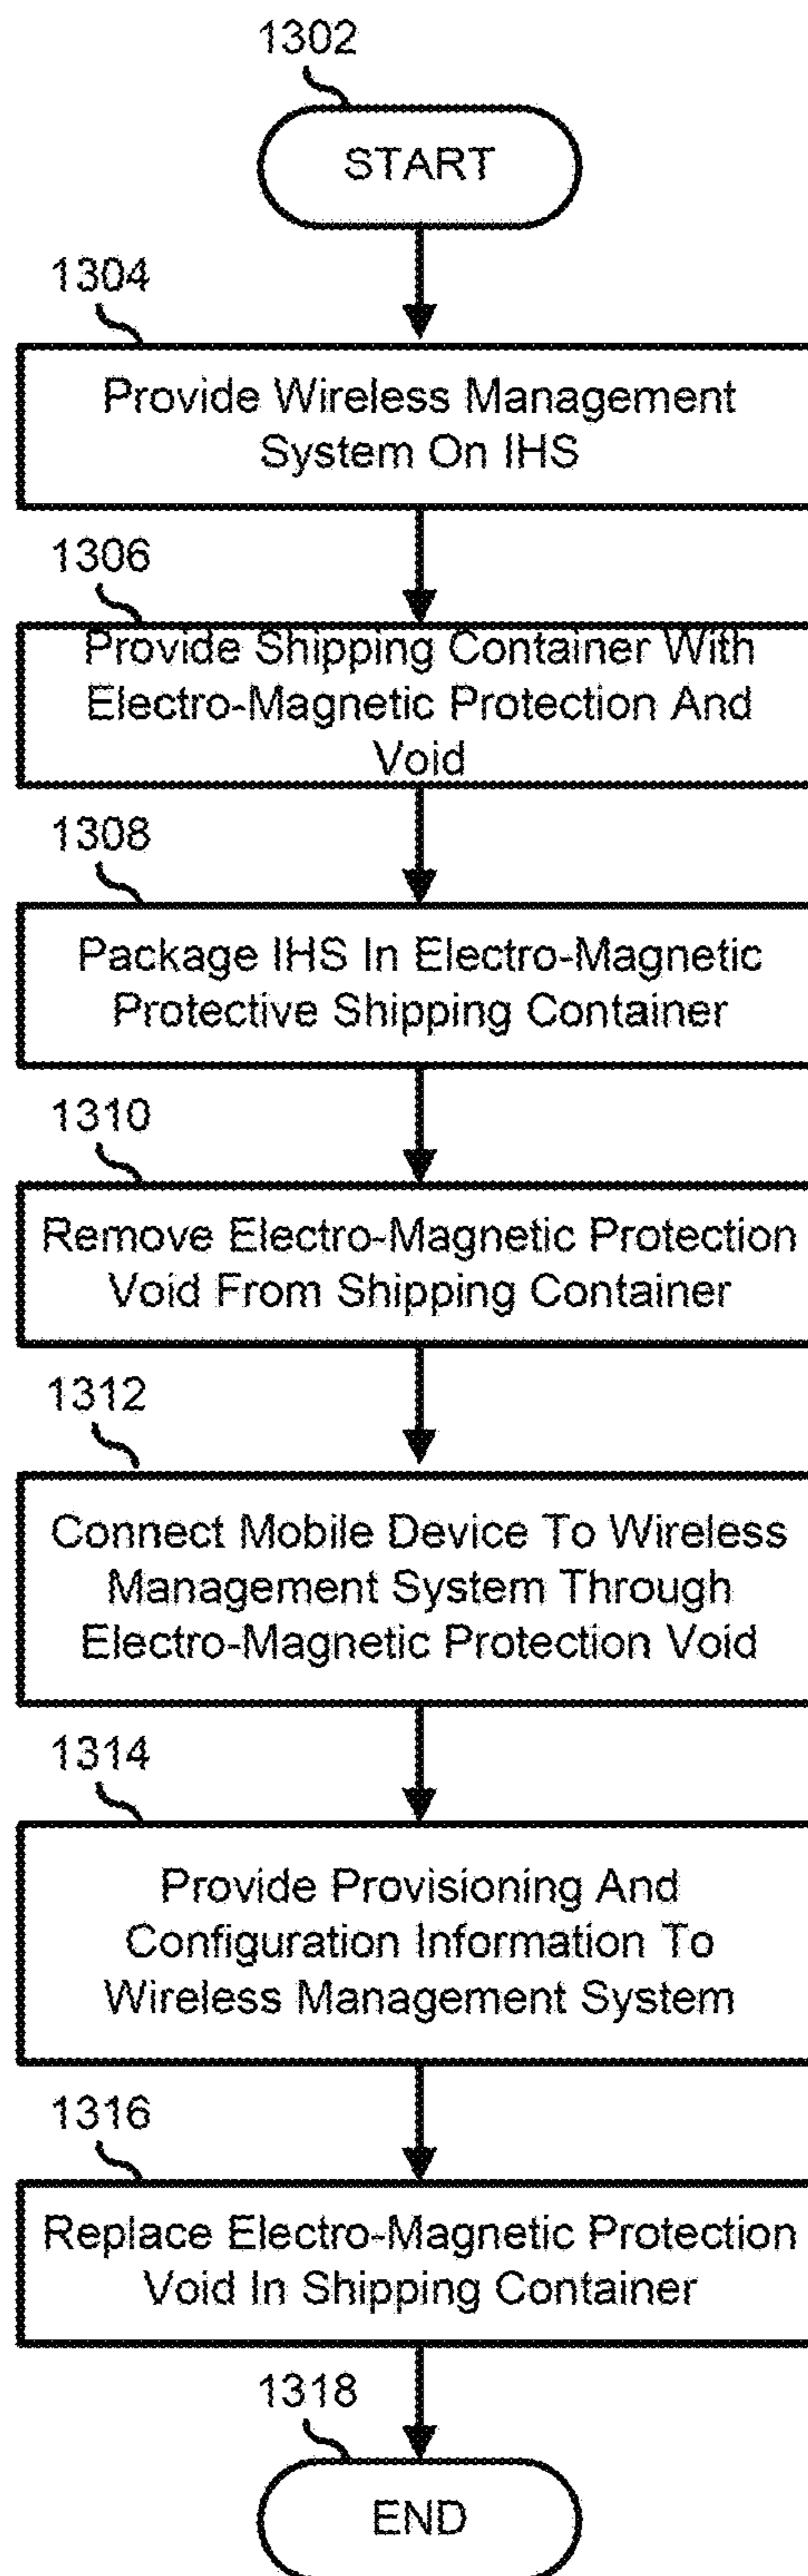 1302
START
1304
Provide Wireless Management
System On IHS
1306
Provide Shipping Container With
Electro-Magnetic Protection And
Void
1308
Package IHS In Electro-Magnetic
Protective Shipping Container
1310
Remove Electro-Magnetic Protection
Void From Shipping Container
1312
Connect Mobile Device To Wireless
Management System Through
Electro-Magnetic Protection Void
1314
Provide Provisioning And
Configuration Information To
Wireless Management System
1316
Replace Electro-Magnetic Protection
Void In Shipping Container
1318
END